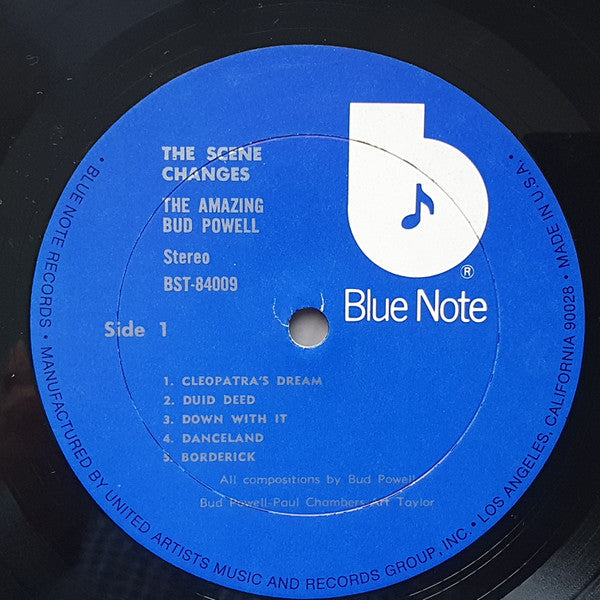 THE SCENE
CHANGES
THE AMAZING
BUD POWELL
Stereo
BST-84009
Side 1
®
Blue Note
1. CLEOPATRA'S DREAM
2. DUID DEED
3. DOWN WITH IT
4. DANCELAND
5. BORDERICK
All compositions by Bud Powell
Bud Powell-Paul Chambers-Art Taylor
• BLUE NOTE RECORDS • MANUFACTURED BY UNITED ARTISTS MUSIC AND RECORDS GROUP, INC. • LOS ANGELES, CALIFORNIA 90028 • MADE IN U.S.A. •